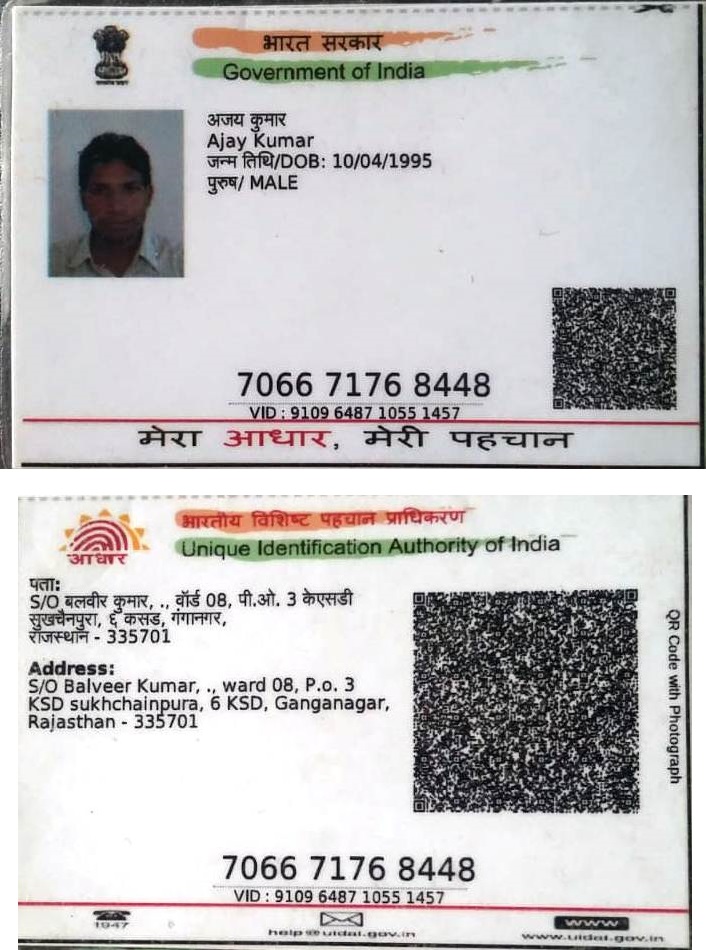 भारत सरकार
Government of India
अजय कुमार
Ajay Kumar
जन्म तिथि/DOB: 10/04/1995
पुरुष/ MALE
7066 7176 8448
VID : 9109 6487 1055 1457
मेरा आधार, मेरी पहचान
भारतीय विशिष्ट पहचान प्राधिकरण
आधार
Unique Identification Authority of India
पता:
S/O बलवीर कुमार, ., वॉर्ड 08, पी.ओ. 3 केएसडी
सुखचैनपुरा, ६ कसड, गंगानगर,
राजस्थान - 335701
Address:
S/O Balveer Kumar, ., ward 08, P.o. 3
KSD sukhchainpura, 6 KSD, Ganganagar,
Rajasthan - 335701
QR Code with Photograph
7066 7176 8448
VID : 9109 6487 1055 1457
1947
help@uidai.gov.in
www
www.uidai.gov.in